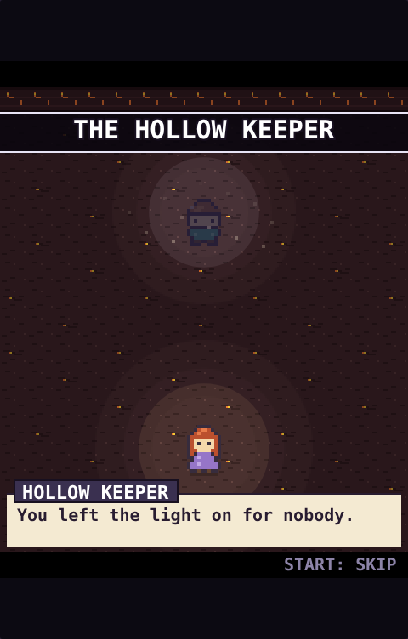 THE HOLLOW KEEPER
HOLLOW KEEPER
You left the light on for nobody.
START: SKIP